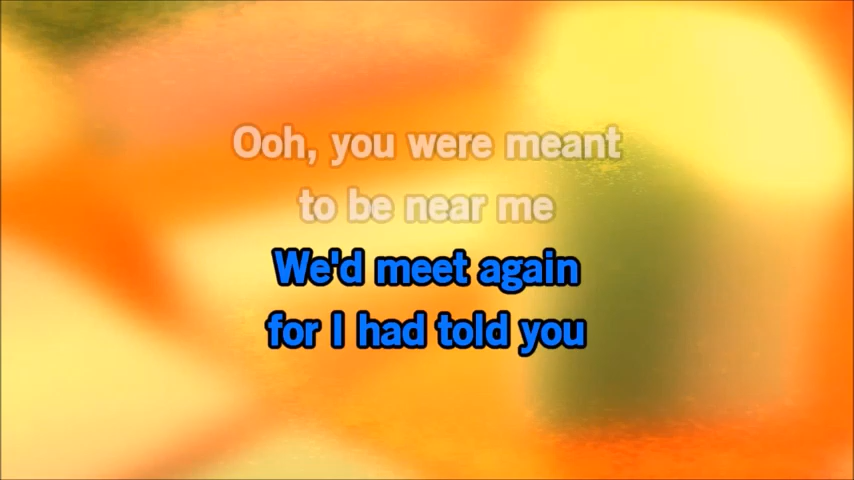 Ooh, you were meant
to be near me
We'd meet again
for I had told you